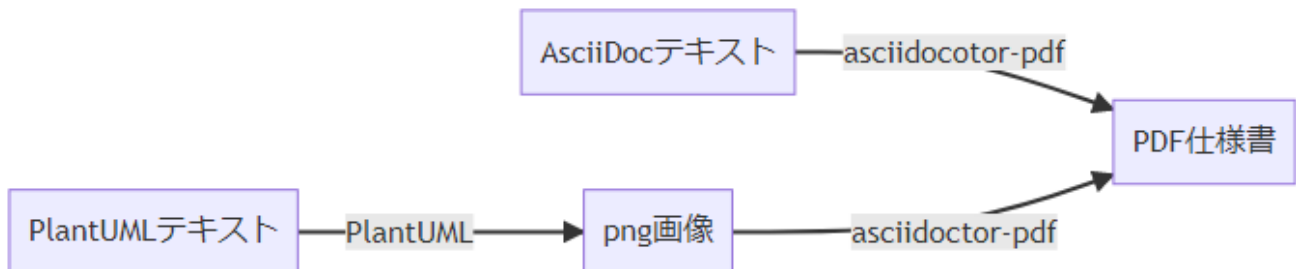 AsciiDocテキスト
asciidocotor-pdf
PDF仕様書
PlantUMLテキスト
PlantUML
png画像
asciidoctor-pdf